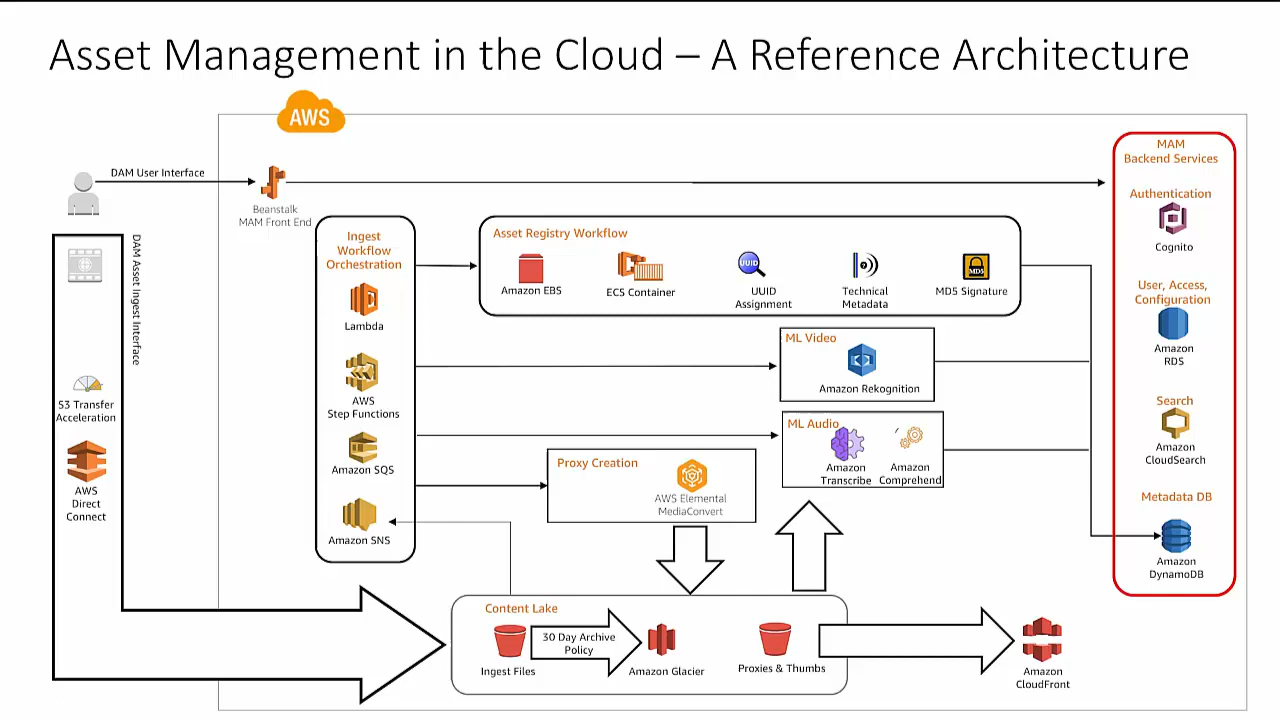 Asset Management in the Cloud – A Reference Architecture
AWS
DAM User Interface
Beanstalk
MAM Front End
DAM Asset Ingest Interface
S3 Transfer
Acceleration
AWS
Direct
Connect
Ingest
Workflow
Orchestration
Lambda
AWS
Step Functions
Amazon SQS
Amazon SNS
Asset Registry Workflow
Amazon EBS
ECS Container
UUID
UUID
Assignment
Technical
Metadata
MD5
MD5 Signature
ML Video
Amazon Rekognition
ML Audio
Amazon
Transcribe
Amazon
Comprehend
Proxy Creation
AWS Elemental
MediaConvert
Content Lake
Ingest Files
30 Day Archive
Policy
Amazon Glacier
Proxies & Thumbs
Amazon
CloudFront
MAM
Backend Services
Authentication
Cognito
User, Access,
Configuration
Amazon
RDS
Search
Amazon
CloudSearch
Metadata DB
Amazon
DynamoDB